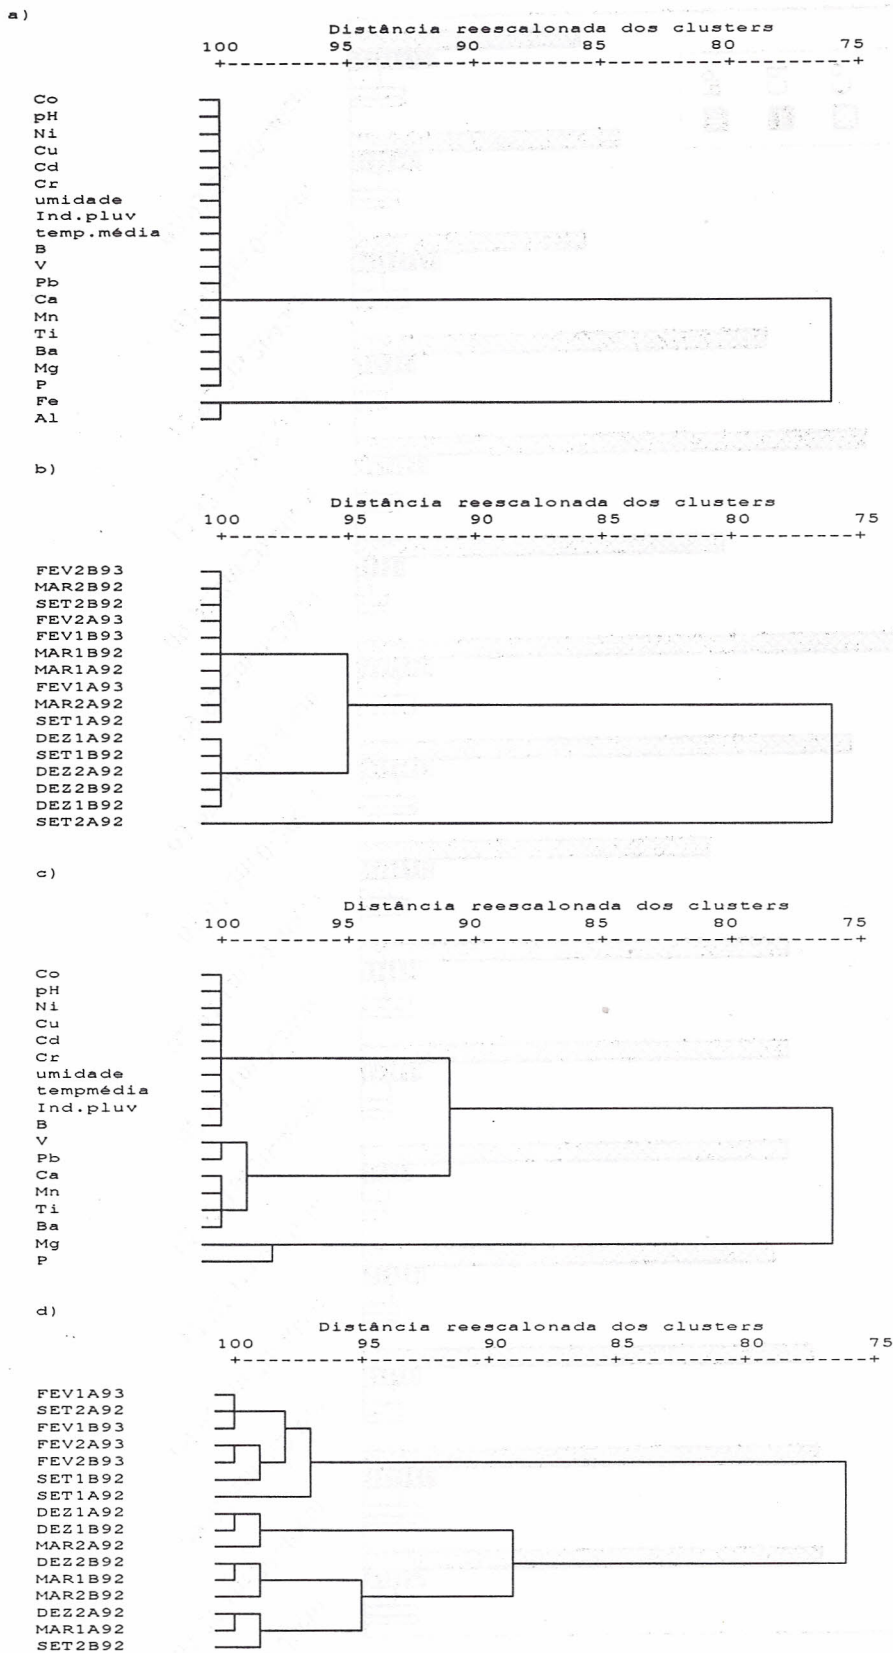 a)
Distância reescalonada dos clusters
100 95 90 85 80 75
+---------+---------+---------+---------+---------+
Co
pH
Ni
Cu
Cd
Cr
umidade
Ind.pluv
temp.média
B
V
Pb
Ca
Mn
Ti
Ba
Mg
P
Fe
Al
b)
Distância reescalonada dos clusters
100 95 90 85 80 75
+---------+---------+---------+---------+---------+
FEV2B93
MAR2B92
SET2B92
FEV2A93
FEV1B93
MAR1B92
MAR1A92
FEV1A93
MAR2A92
SET1A92
DEZ1A92
SET1B92
DEZ2A92
DEZ2B92
DEZ1B92
SET2A92
c)
Distância reescalonada dos clusters
100 95 90 85 80 75
+---------+---------+---------+---------+---------+
Co
pH
Ni
Cu
Cd
Cr
umidade
tempmédia
Ind.pluv
B
V
Pb
Ca
Mn
Ti
Ba
Mg
P
d)
Distância reescalonada dos clusters
100 95 90 85 80 75
+---------+---------+---------+---------+---------+
FEV1A93
SET2A92
FEV1B93
FEV2A93
FEV2B93
SET1B92
SET1A92
DEZ1A92
DEZ1B92
MAR2A92
DEZ2B92
MAR1B92
MAR2B92
DEZ2A92
MAR1A92
SET2B92